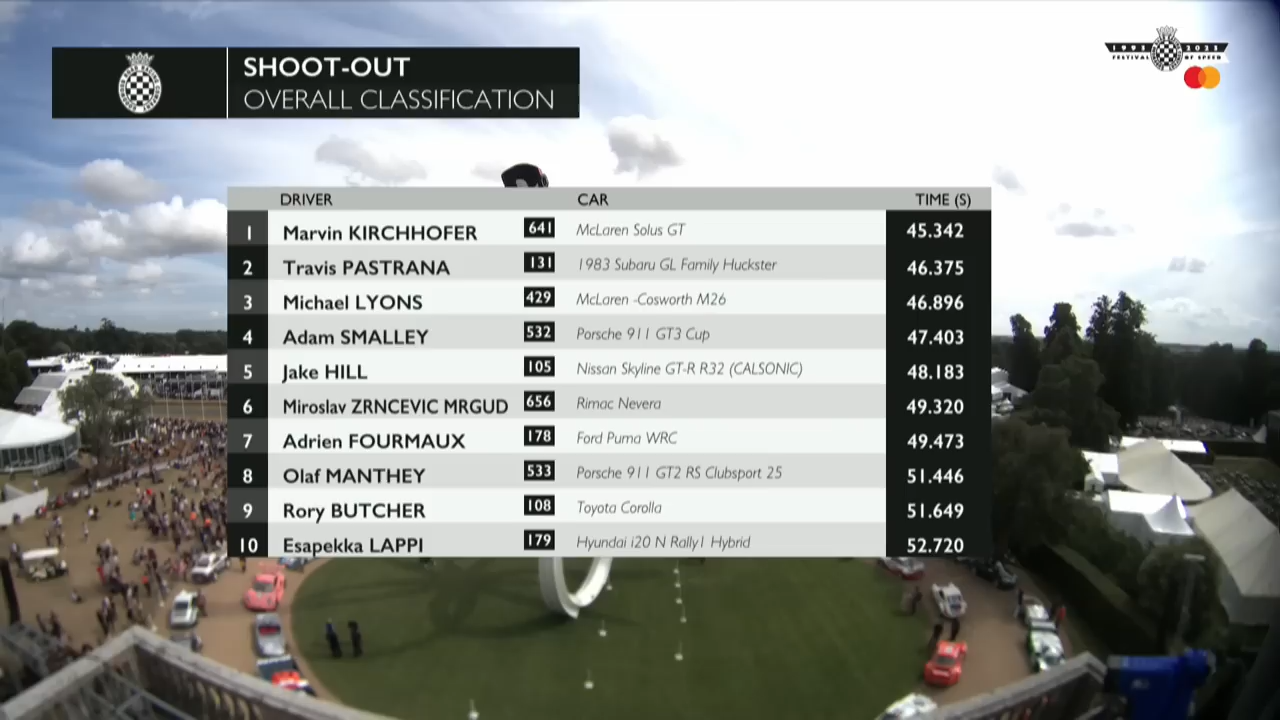 SHOOT-OUT
OVERALL CLASSIFICATION
1993 2023
FESTIVAL OF SPEED
DRIVER CAR TIME (S)
1 Marvin KIRCHHOFER 641 McLaren Solus GT 45.342
2 Travis PASTRANA 131 1983 Subaru GL Family Huckster 46.375
3 Michael LYONS 429 McLaren -Cosworth M26 46.896
4 Adam SMALLEY 532 Porsche 911 GT3 Cup 47.403
5 Jake HILL 105 Nissan Skyline GT-R R32 (CALSONIC) 48.183
6 Miroslav ZRNCEVIC MRGUD 656 Rimac Nevera 49.320
7 Adrien FOURMAUX 178 Ford Puma WRC 49.473
8 Olaf MANTHEY 533 Porsche 911 GT2 RS Clubsport 25 51.446
9 Rory BUTCHER 108 Toyota Corolla 51.649
10 Esapekka LAPPI 179 Hyundai i20 N Rally1 Hybrid 52.720